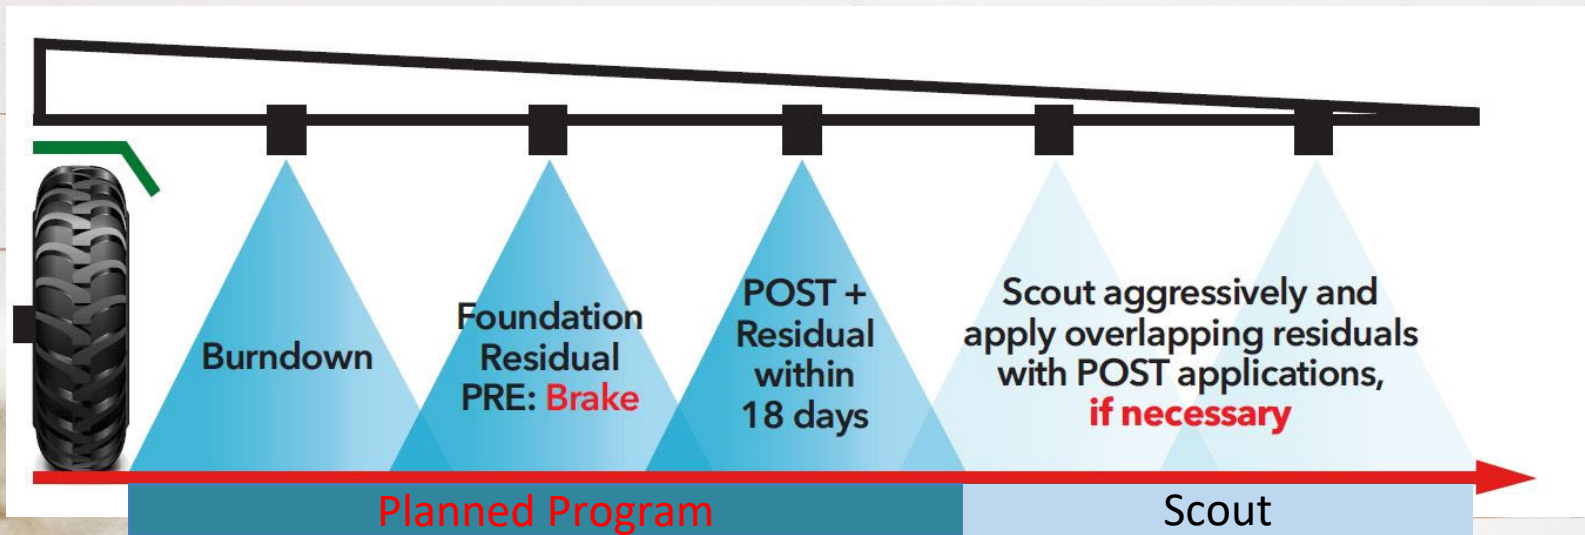 Burndown
Foundation
Residual
PRE: Brake
POST +
Residual
within
18 days
Scout aggressively and
apply overlapping residuals
with POST applications,
if necessary
Planned Program
Scout